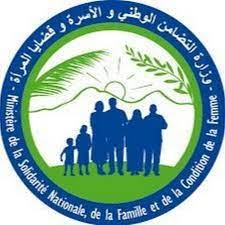 - وزارة التضامن الوطني و الأسرة و قضايا المرأة -
Ministère de la Solidarité Nationale, de la Famille et de la Condition de la Femme